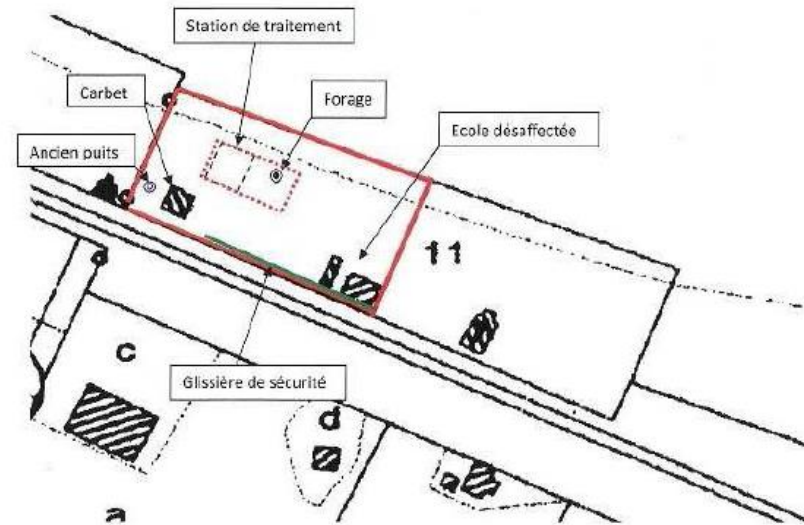 Station de traitement
Carbet
Forage
Ecole désaffectée
Ancien puits
11
d
c
Glissière de sécurité
d
a
a